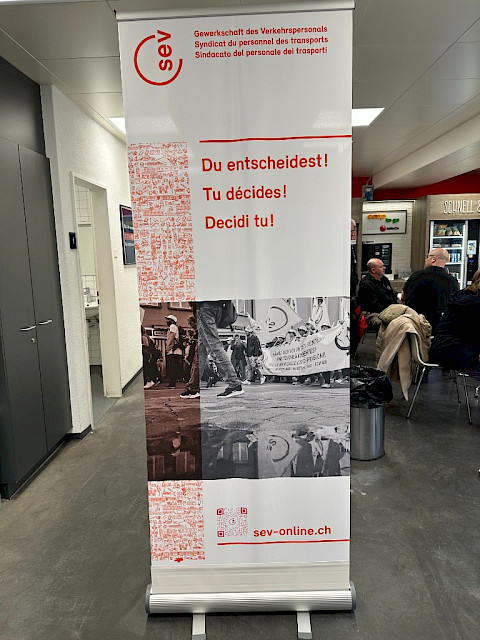 sev
Gewerkschaft des Verkehrspersonals
Syndicat du personnel des transports
Sindacato del personale dei trasporti
Du entscheidest!
Tu décides!
Decidi tu!
SCHNELL &
sev-online.ch